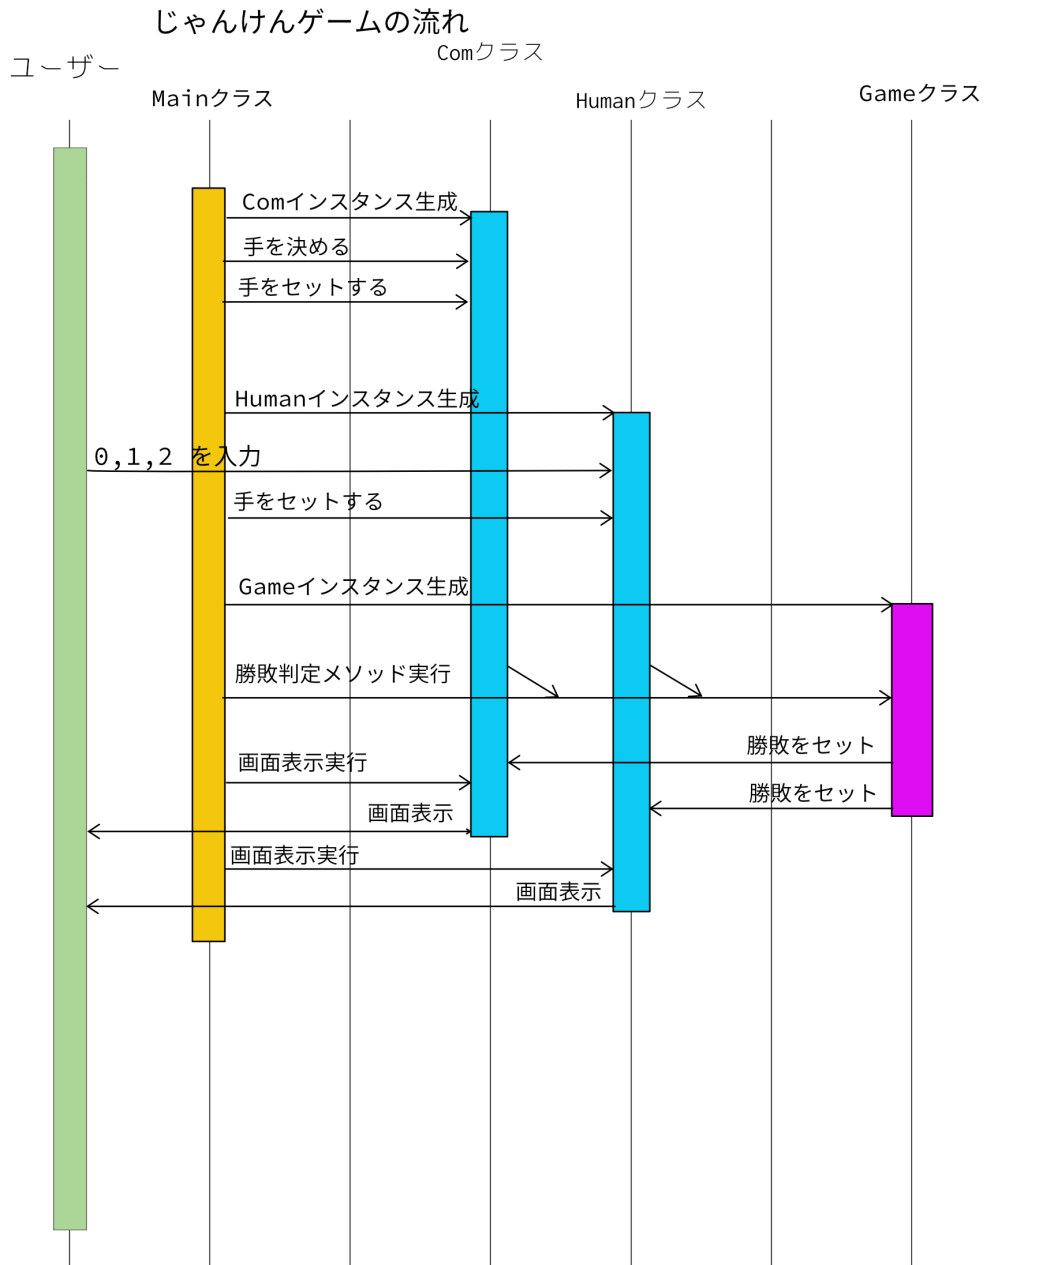 じゃんけんゲームの流れ
Comクラス
ユーザー
Mainクラス
Humanクラス
Gameクラス
Comインスタンス生成
手を決める
手をセットする
Humanインスタンス生成
0,1,2 を入力
手をセットする
Gameインスタンス生成
勝敗判定メソッド実行
勝敗をセット
画面表示実行
勝敗をセット
画面表示
画面表示実行
画面表示